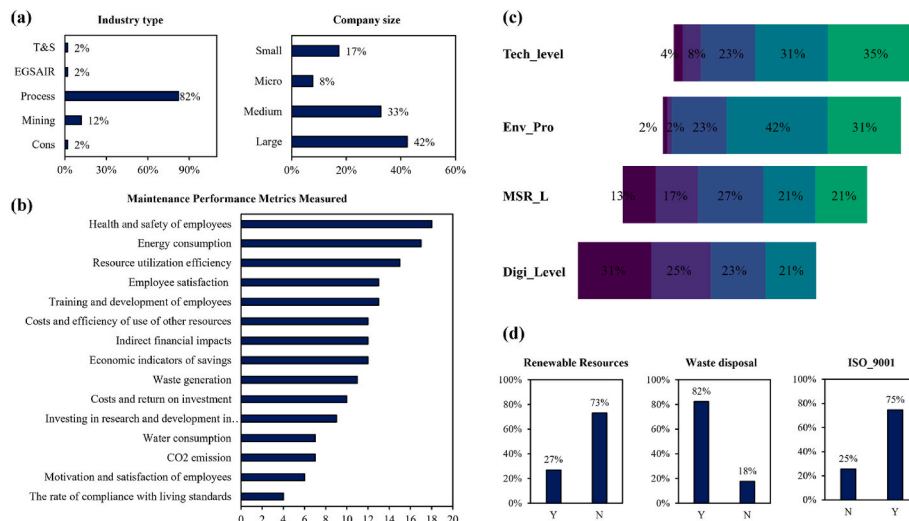 (a)
Industry type
T&S
2%
EGSAIR
2%
Process
82%
Mining
12%
Cons
2%
0% 30% 60% 90%
Company size
Small
17%
Micro
8%
Medium
33%
Large
42%
0% 20% 40% 60%
(b)
Maintenance Performance Metrics Measured
Health and safety of employees
Energy consumption
Resource utilization efficiency
Employee satisfaction
Training and development of employees
Costs and efficiency of use of other resources
Indirect financial impacts
Economic indicators of savings
Waste generation
Costs and return on investment
Investing in research and development in..
Water consumption
CO2 emission
Motivation and satisfaction of employees
The rate of compliance with living standards
0 2 4 6 8 10 12 14 16 18 20
(c)
Tech_level
4% 8% 23% 31% 35%
Env_Pro
2% 2% 23% 42% 31%
MSR_L
13% 17% 27% 21% 21%
Digi_Level
31% 25% 23% 21%
(d)
Renewable Resources
100%
80%
60%
40%
20%
0%
27%
73%
Y N
Waste disposal
100%
80%
60%
40%
20%
0%
82%
18%
Y N
ISO_9001
100%
80%
60%
40%
20%
0%
25%
75%
N Y